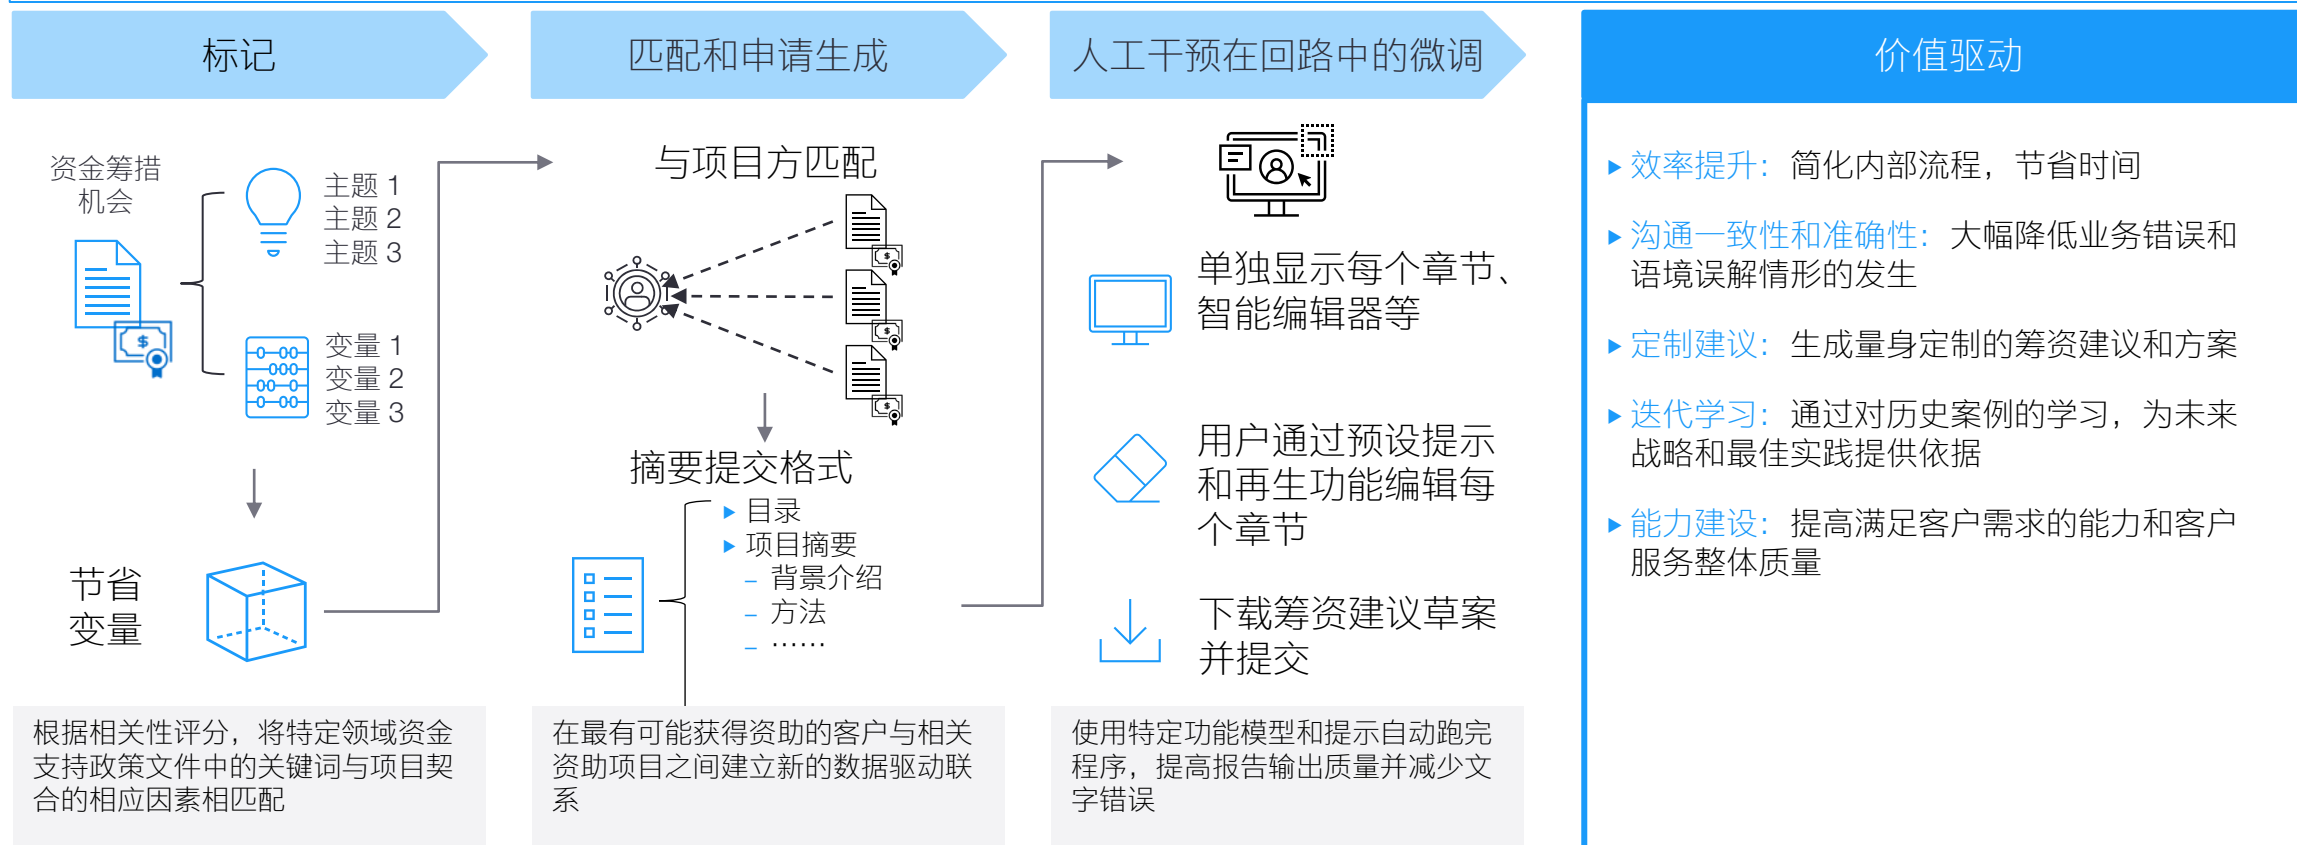 标记
资金筹措
机会
主题 1
主题 2
主题 3
变量 1
变量 2
变量 3
节省
变量
根据相关性评分，将特定领域资金
支持政策文件中的关键词与项目契
合的相应因素相匹配
匹配和申请生成
与项目方匹配
摘要提交格式
目录
项目摘要
– 背景介绍
– 方法
– ……
在最有可能获得资助的客户与相关
资助项目之间建立新的数据驱动联
系
人工干预在回路中的微调
单独显示每个章节、
智能编辑器等
用户通过预设提示
和再生功能编辑每
个章节
下载筹资建议草案
并提交
使用特定功能模型和提示自动跑完
程序，提高报告输出质量并减少文
字错误
价值驱动
效率提升：简化内部流程，节省时间
沟通一致性和准确性：大幅降低业务错误和
语境误解情形的发生
定制建议：生成量身定制的筹资建议和方案
迭代学习：通过对历史案例的学习，为未来
战略和最佳实践提供依据
能力建设：提高满足客户需求的能力和客户
服务整体质量